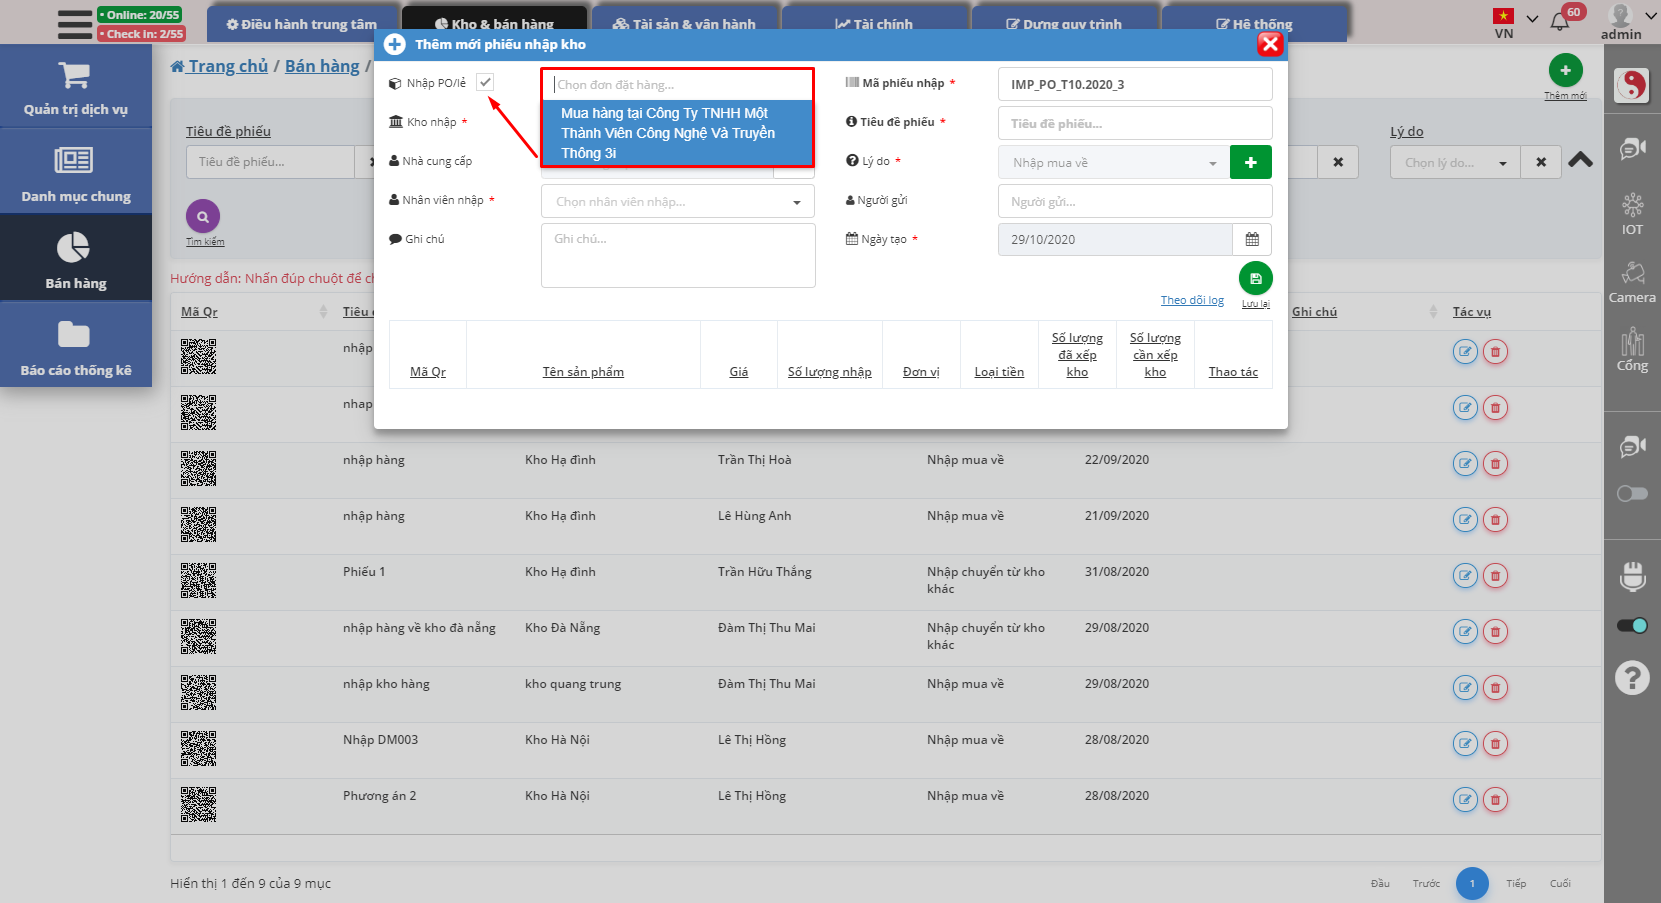 Online: 20/55
Check in: 2/55
Điều hành trung tâm
Kho & bán hàng
Tài sản & vận hành
Tài chính
Dựng quy trình
Hệ thống
VN
60
admin
Quản trị dịch vụ
Danh mục chung
Bán hàng
Báo cáo thống kê
Trang chủ / Bán hàng /
Thêm mới
Tiêu đề phiếu
Tiêu đề phiếu...
Lý do
Chọn lý do...
Tìm kiếm
Hướng dẫn: Nhấn đúp chuột để
Thêm mới phiếu nhập kho
Nhập PO/lẻ
Chọn đơn đặt hàng...
Mua hàng tại Công Ty TNHH Một
Thành Viên Công Nghệ Và Truyền
Thông 3i
Mã phiếu nhập *
IMP_PO_T10.2020_3
Kho nhập *
Tiêu đề phiếu *
Tiêu đề phiếu...
Nhà cung cấp
Lý do *
Nhập mua về
Nhân viên nhập *
Chọn nhân viên nhập...
Người gửi
Người gửi...
Ghi chú
Ghi chú...
Ngày tạo *
29/10/2020
Theo dõi log
Lưu lại
Mã Qr
Tên sản phẩm
Giá
Số lượng nhập
Đơn vị
Loại tiền
Số lượng
đã xếp
kho
Số lượng
cần xếp
kho
Thao tác
Mã Qr
Tiêu
Ghi chú
Tác vụ
nhập
nhap
nhập hàng Kho Hạ đình Trần Thị Hoà Nhập mua về 22/09/2020
nhập hàng Kho Hạ đình Lê Hùng Anh Nhập mua về 21/09/2020
Phiếu 1 Kho Hạ đình Trần Hữu Thắng Nhập chuyển từ kho 31/08/2020
khác
nhập hàng về kho đà nẵng Kho Đà Nẵng Đàm Thị Thu Mai Nhập chuyển từ kho 29/08/2020
khác
nhập kho hàng kho quang trung Đàm Thị Thu Mai Nhập mua về 29/08/2020
Nhập DM003 Kho Hà Nội Lê Thị Hồng Nhập mua về 28/08/2020
Phương án 2 Kho Hà Nội Lê Thị Hồng Nhập mua về 28/08/2020
Hiển thị 1 đến 9 của 9 mục
Đầu
Trước
1
Tiếp
Cuối
IOT
Camera
Cổng